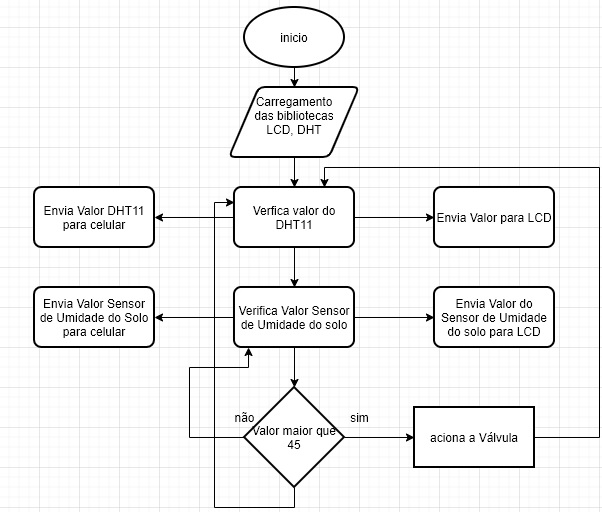 inicio
Carregamento
das bibliotecas
LCD, DHT
Envia Valor DHT11
para celular
Verfica valor do
DHT11
Envia Valor para LCD
Envia Valor Sensor
de Umidade do Solo
para celular
Verifica Valor Sensor
de Umidade do solo
Envia Valor do
Sensor de Umidade
do solo para LCD
não
sim
Valor maior que
45
aciona a Válvula